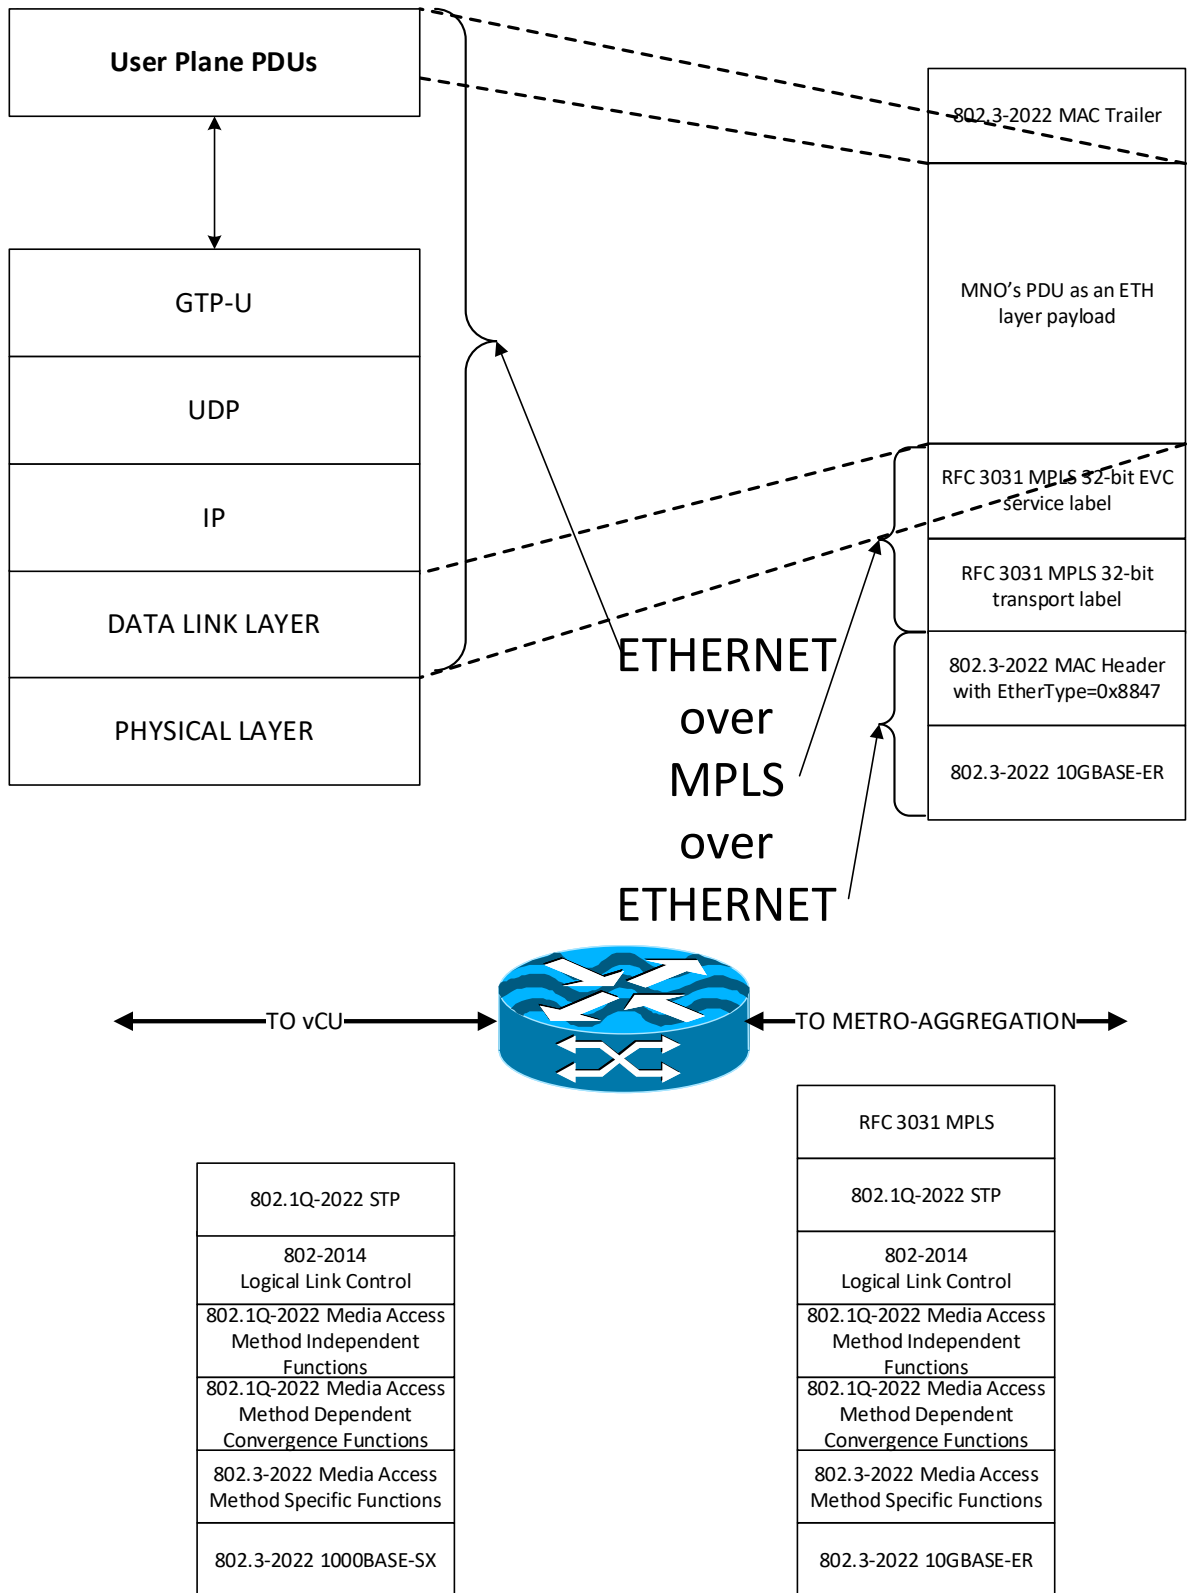 User Plane PDUs
GTP-U
UDP
IP
DATA LINK LAYER
PHYSICAL LAYER
802.3-2022 MAC Trailer
MNO's PDU as an ETH
layer payload
RFC 3031 MPLS 32-bit EVC
service label
RFC 3031 MPLS 32-bit
transport label
802.3-2022 MAC Header
with EtherType=0x8847
802.3-2022 10GBASE-ER
ETHERNET
over
MPLS
over
ETHERNET
TO vCU
TO METRO-AGGREGATION
802.1Q-2022 STP
802-2014
Logical Link Control
802.1Q-2022 Media Access
Method Independent
Functions
802.1Q-2022 Media Access
Method Dependent
Convergence Functions
802.3-2022 Media Access
Method Specific Functions
802.3-2022 1000BASE-SX
RFC 3031 MPLS
802.1Q-2022 STP
802-2014
Logical Link Control
802.1Q-2022 Media Access
Method Independent
Functions
802.1Q-2022 Media Access
Method Dependent
Convergence Functions
802.3-2022 Media Access
Method Specific Functions
802.3-2022 10GBASE-ER